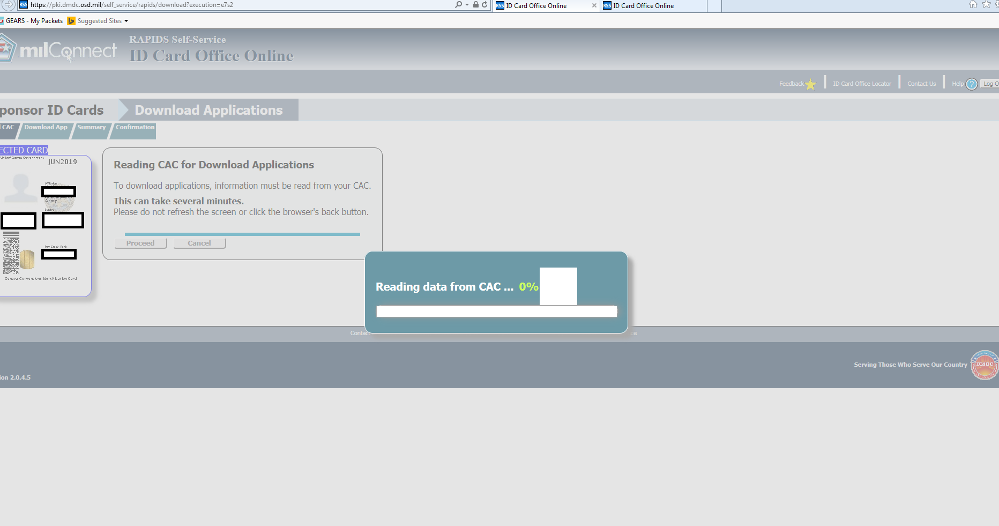 https://pki.dmdc.osd.mil/self_service/rapids/download?execution=e7s2
RSS ID Card Office Online
RSS ID Card Office Online
GEARS - My Packets
Suggested Sites
milConnect
RAPIDS Self-Service
ID Card Office Online
Feedback
ID Card Office Locator
Contact Us
Help ?
Log O
ponsor ID Cards
Download Applications
CAC
Download App
Summary
Confirmation
ECTED CARD
United States Government
JUN2019
Affiliation
Army
Expires
Pay Grade Rank
Geneva Conventions Identification Card
Reading CAC for Download Applications
To download applications, information must be read from your CAC.
This can take several minutes.
Please do not refresh the screen or click the browser's back button.
Proceed
Cancel
Reading data from CAC ... 0%
Contact
ce
Serving Those Who Serve Our Country
DMDC
ion 2.0.4.5